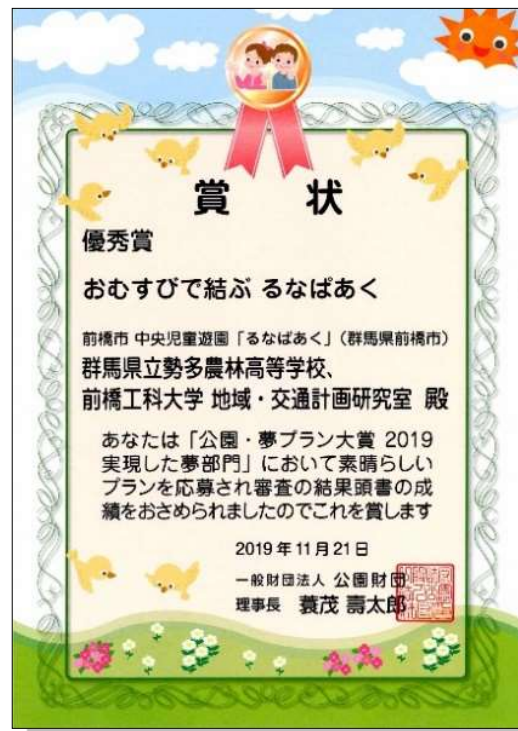 賞 状
優秀賞
おむすびで結ぶ るなぱあく
前橋市 中央児童遊園「るなぱあく」(群馬県前橋市)
群馬県立勢多農林高等学校、
前橋工科大学 地域・交通計画研究室 殿
あなたは「公園・夢プラン大賞 2019
実現した夢部門」において素晴らしい
プランを応募され審査の結果頭書の成
績をおさめられましたのでこれを賞します
2019年11月21日
一般財団法人 公園財団
理事長 蓑茂 壽太郎